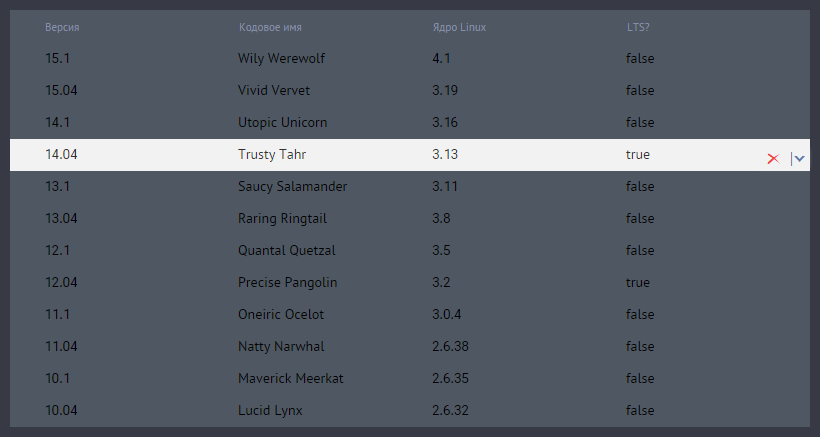 Версия Кодовое имя Ядро Linux LTS?
15.1 Wily Werewolf 4.1 false
15.04 Vivid Vervet 3.19 false
14.1 Utopic Unicorn 3.16 false
14.04 Trusty Tahr 3.13 true
13.1 Saucy Salamander 3.11 false
13.04 Raring Ringtail 3.8 false
12.1 Quantal Quetzal 3.5 false
12.04 Precise Pangolin 3.2 true
11.1 Oneiric Ocelot 3.0.4 false
11.04 Natty Narwhal 2.6.38 false
10.1 Maverick Meerkat 2.6.35 false
10.04 Lucid Lynx 2.6.32 false